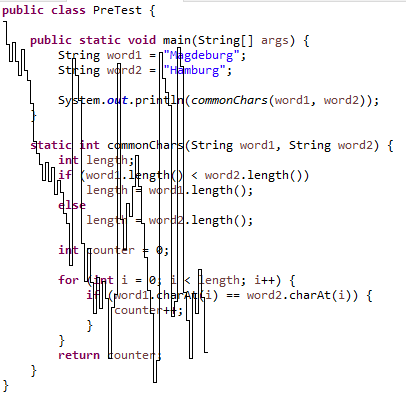 public class PreTest {
public static void main(String[] args) {
String word1 = "Magdeburg";
String word2 = "Hamburg";
System.out.println(commonChars(word1, word2));
}
static int commonChars(String word1, String word2) {
int length;
if (word1.length() < word2.length())
length = word1.length();
else
length = word2.length();
int counter = 0;
for (int i = 0; i < length; i++) {
if (word1.charAt(i) == word2.charAt(i)) {
counter++;
}
}
return counter;
}
}